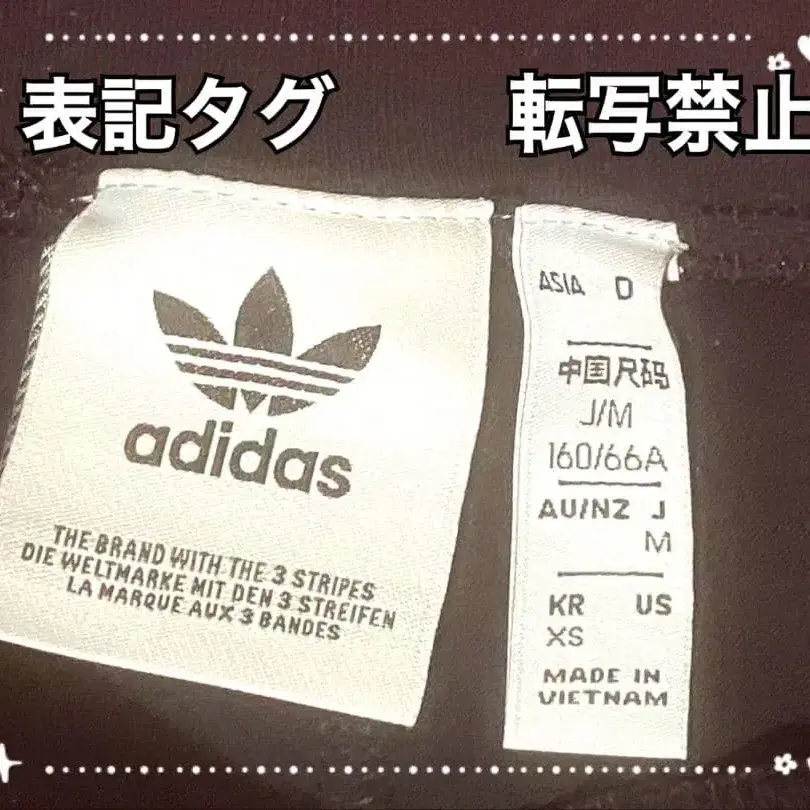 表記タグ
転写禁止
adidas
THE BRAND WITH THE 3 STRIPES
DIE WELTMARKE MIT DEN 3 STREIFEN
LA MARQUE AUX 3 BANDES
ASIA D
中国尺码
J/M
160/66A
AU/NZ J
M
KR US
XS
MADE IN
VIETNAM